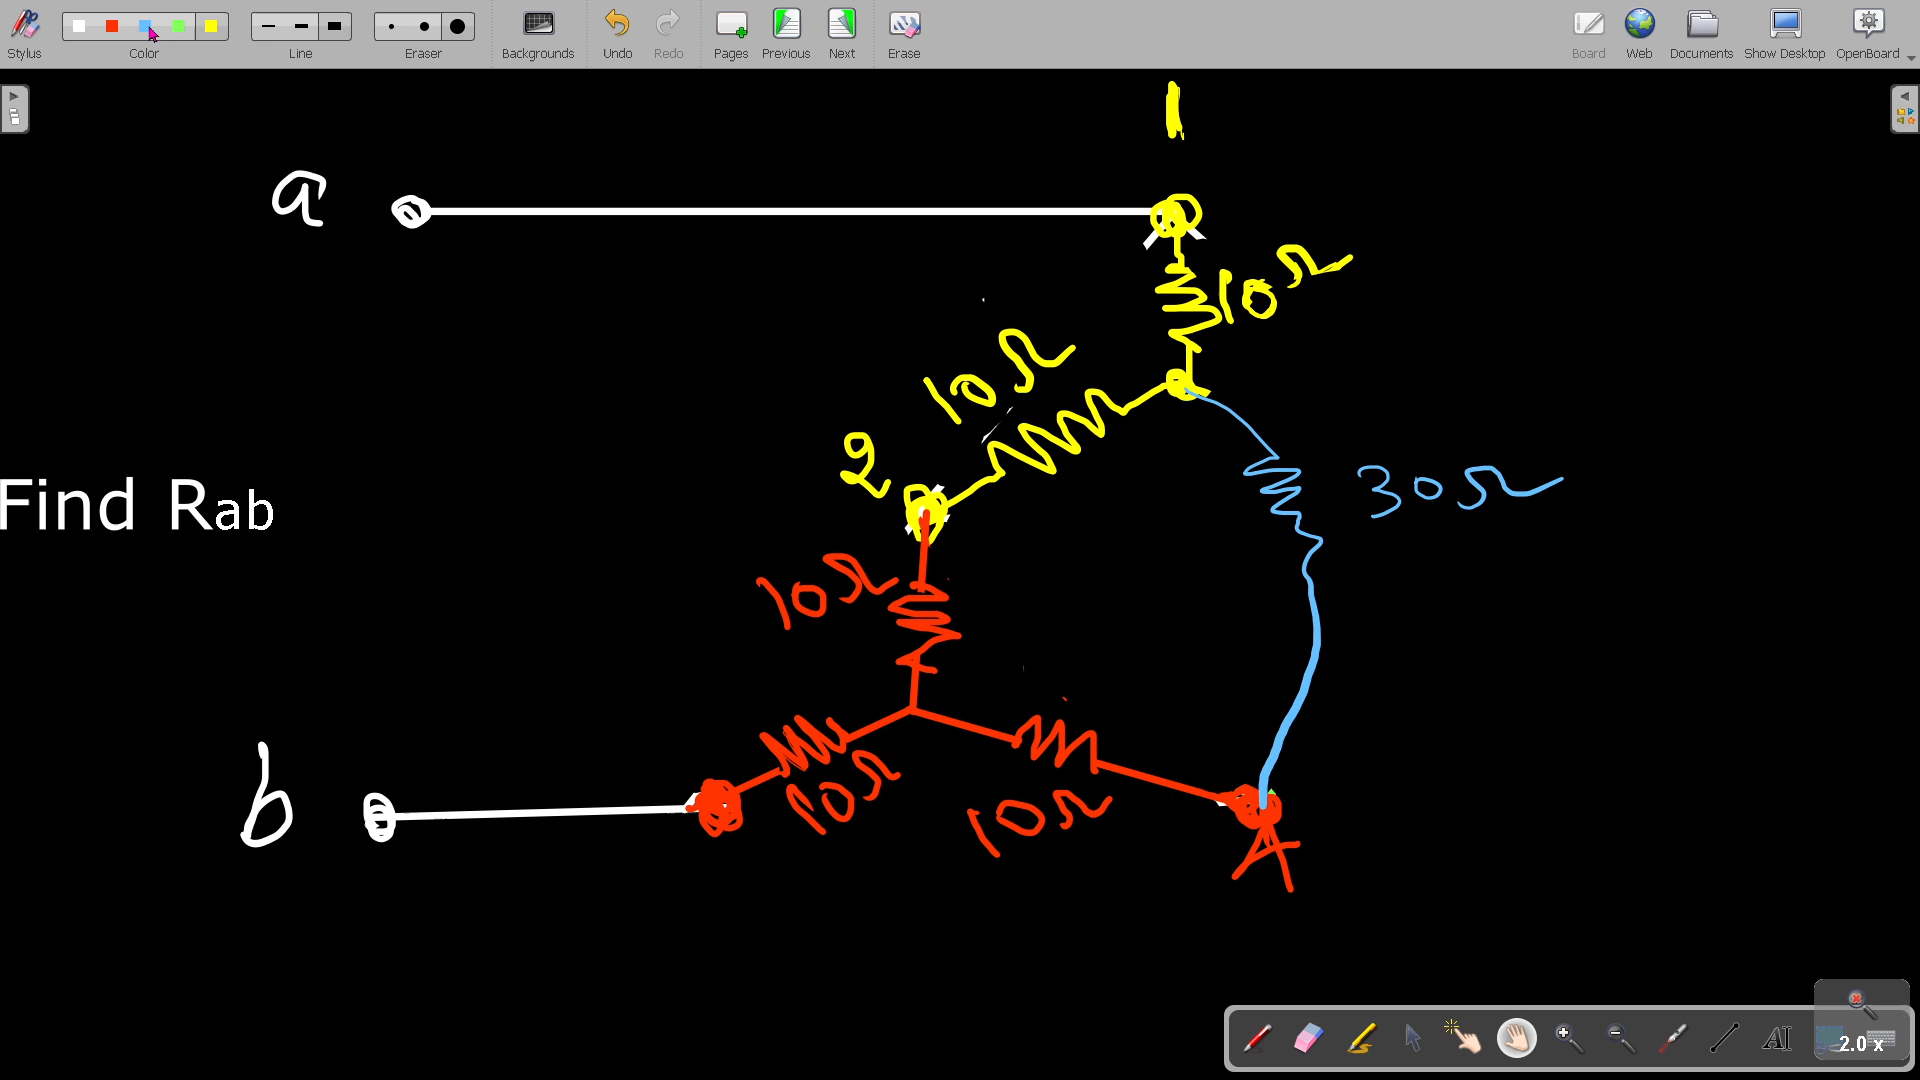 Stylus
Color
Line
Eraser
Backgrounds
Undo
Redo
Pages
Previous
Next
Erase
Board
Web
Documents
Show Desktop
OpenBoard
1
a
10Ω
10Ω
2
30Ω
Find Rab
10Ω
b
10Ω
10Ω
A
AI
2.0 x